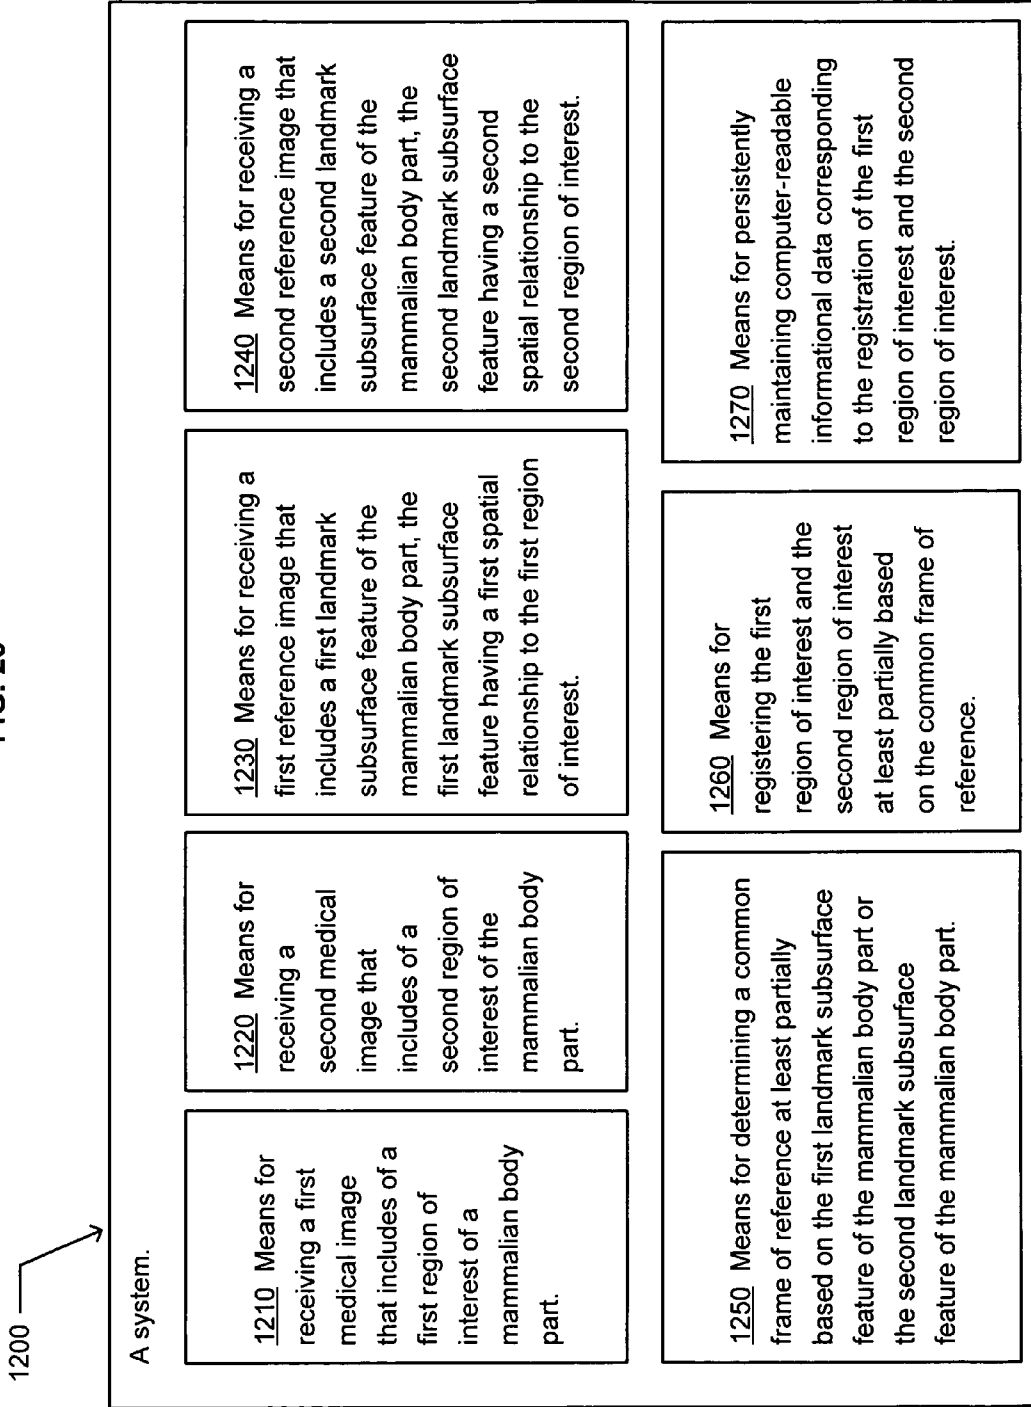 FIG.
1200
A system.
1210 Means for
receiving a first
medical image
that includes of a
first region of
interest of a
mammalian body
part.
1220 Means for
receiving a
second medical
image that
includes of a
second region of
interest of the
mammalian body
part.
1230 Means for receiving a
first reference image that
includes a first landmark
subsurface feature of the
mammalian body part, the
first landmark subsurface
feature having a first spatial
relationship to the first region
of interest.
1240 Means for receiving a
second reference image that
includes a second landmark
subsurface feature of the
mammalian body part, the
second landmark subsurface
feature having a second
spatial relationship to the
second region of interest.
1250 Means for determining a common
frame of reference at least partially
based on the first landmark subsurface
feature of the mammalian body part or
the second landmark subsurface
feature of the mammalian body part.
1260 Means for
registering the first
region of interest and the
second region of interest
at least partially based
on the common frame of
reference.
1270 Means for persistently
maintaining computer-readable
informational data corresponding
to the registration of the first
region of interest and the second
region of interest.